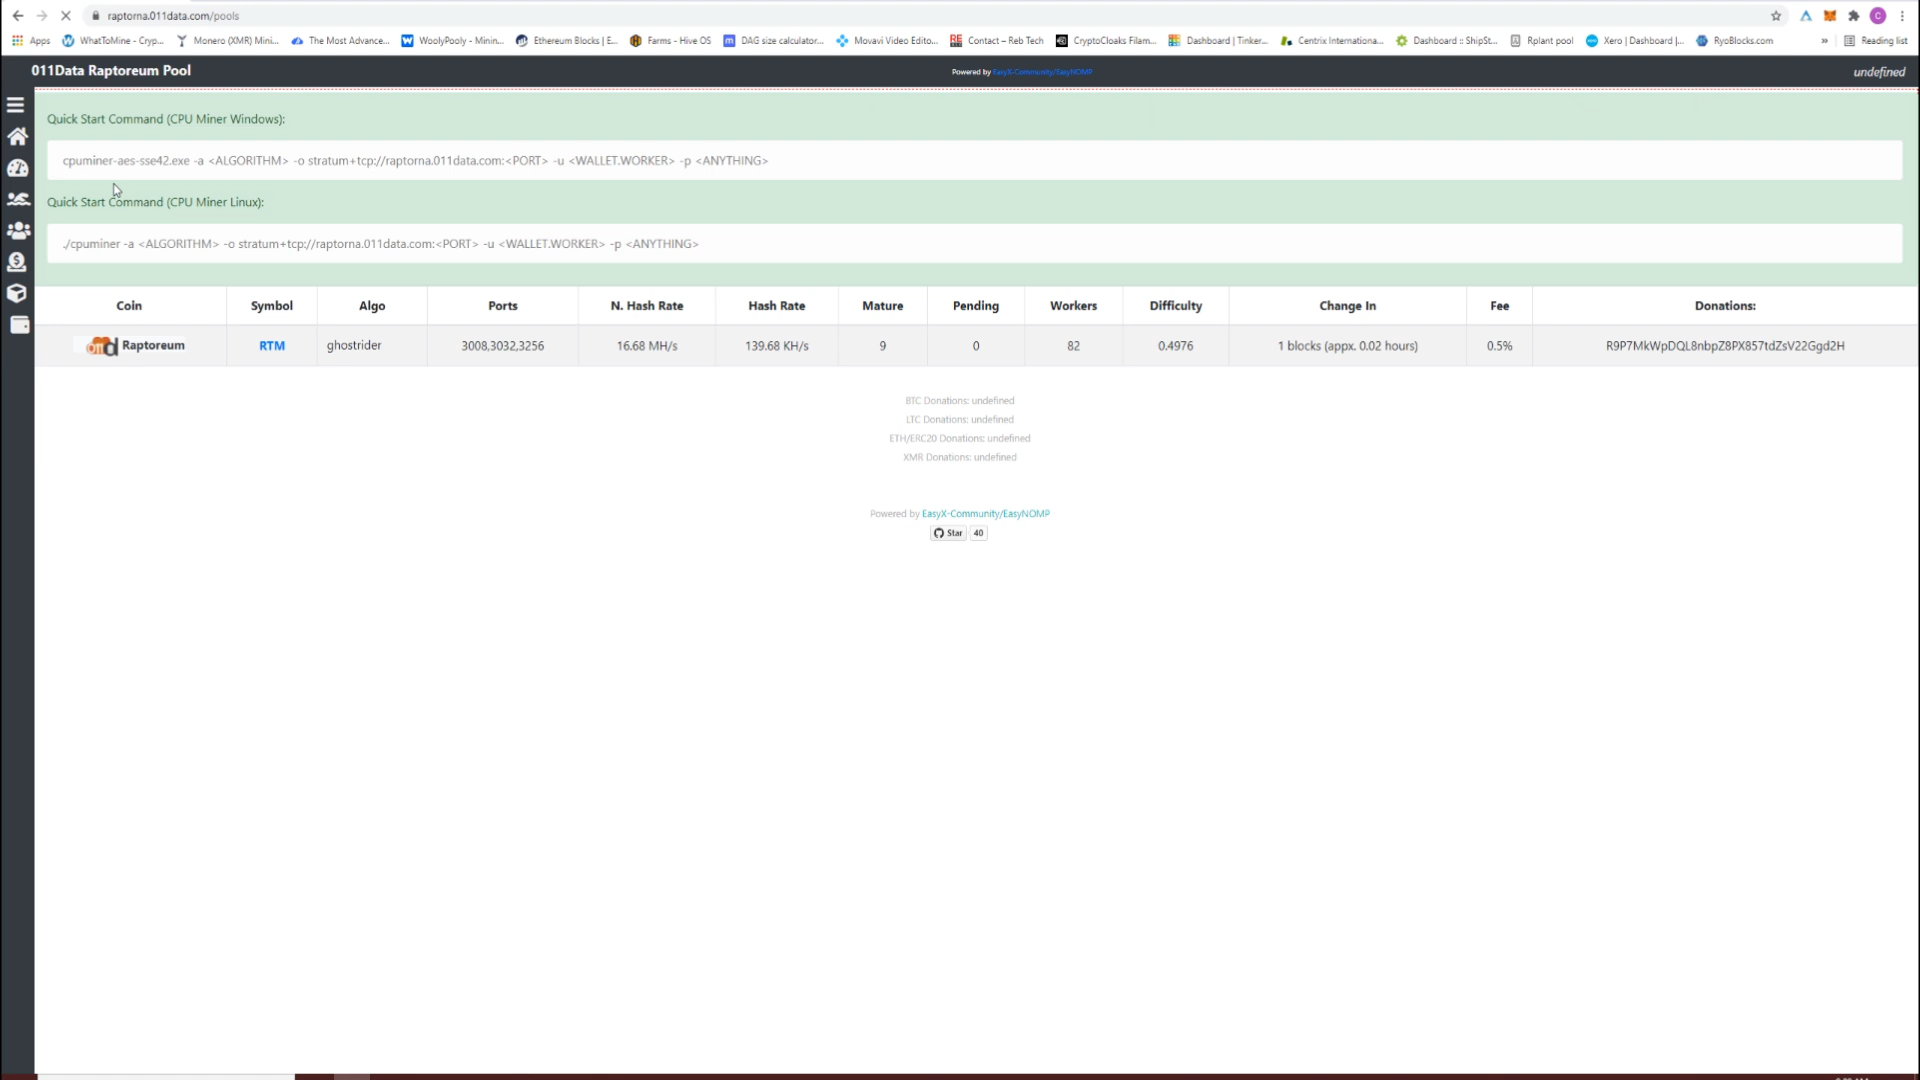 raptorna.011data.com/pools
Apps WhatToMine - Cryp... Monero (XMR) Mini... The Most Advance... WoolyPooly - Minin... Ethereum Blocks | E... Farms - Hive OS DAG size calculator... Movavi Video Edito... Contact – Reb Tech CryptoCloaks Filam... Dashboard | Tinker... Centrix Internationa... Dashboard :: ShipSt... Rplant pool Xero | Dashboard |... RyoBlocks.com » Reading list
011Data Raptoreum Pool Powered by EasyX-Community/EasyNOMP undefined
Quick Start Command (CPU Miner Windows):
cpuminer-aes-sse42.exe -a <ALGORITHM> -o stratum+tcp://raptorna.011data.com:<PORT> -u <WALLET.WORKER> -p <ANYTHING>
Quick Start Command (CPU Miner Linux):
./cpuminer -a <ALGORITHM> -o stratum+tcp://raptorna.011data.com:<PORT> -u <WALLET.WORKER> -p <ANYTHING>
Coin Symbol Algo Ports N. Hash Rate Hash Rate Mature Pending Workers Difficulty Change In Fee Donations:
011d Raptoreum RTM ghostrider 3008,3032,3256 16.68 MH/s 139.68 KH/s 9 0 82 0.4976 1 blocks (appx. 0.02 hours) 0.5% R9P7MkWpDQL8nbpZ8PX857tdZsV22Ggd2H
BTC Donations: undefined
LTC Donations: undefined
ETH/ERC20 Donations: undefined
XMR Donations: undefined
Powered by EasyX-Community/EasyNOMP
Star 40